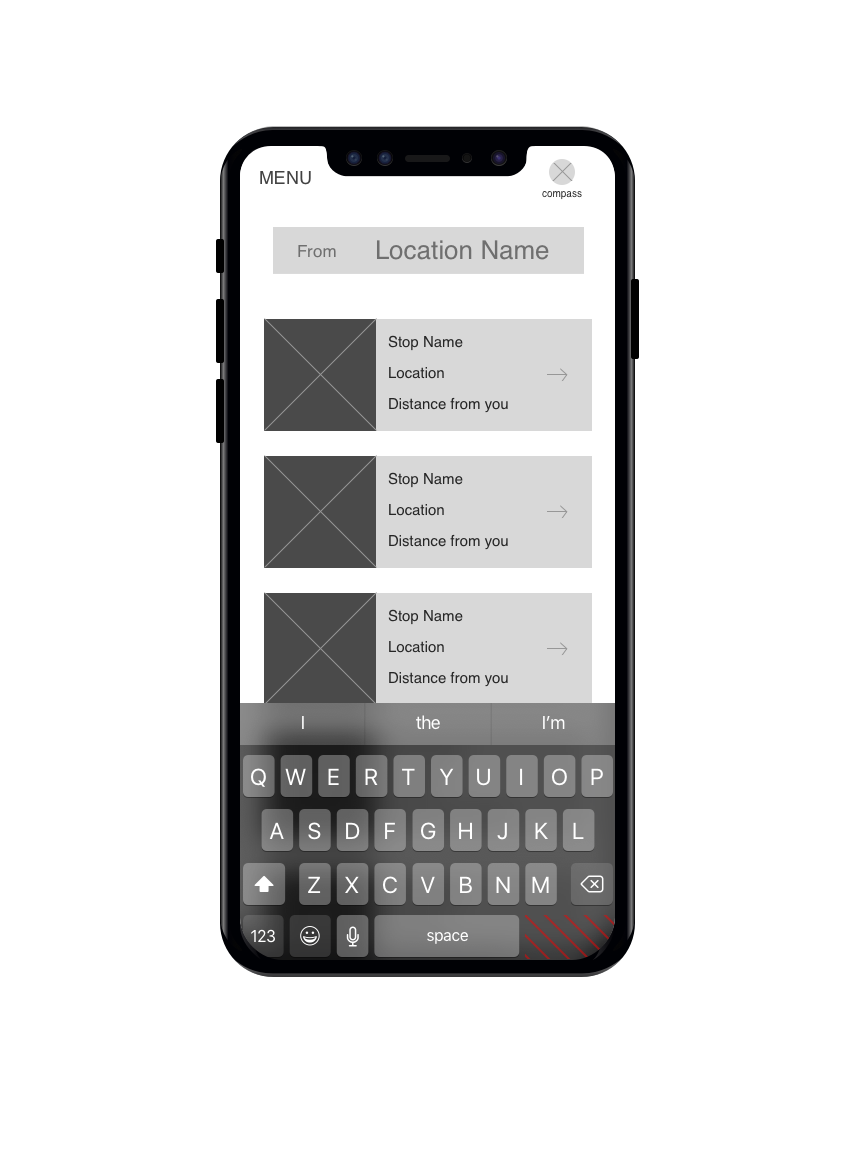 MENU
compass
From Location Name
Stop Name
Location
Distance from you
Stop Name
Location
Distance from you
Stop Name
Location
Distance from you
I the I’m
Q W E R T Y U I O P
A S D F G H J K L
Z X C V B N M
123 space